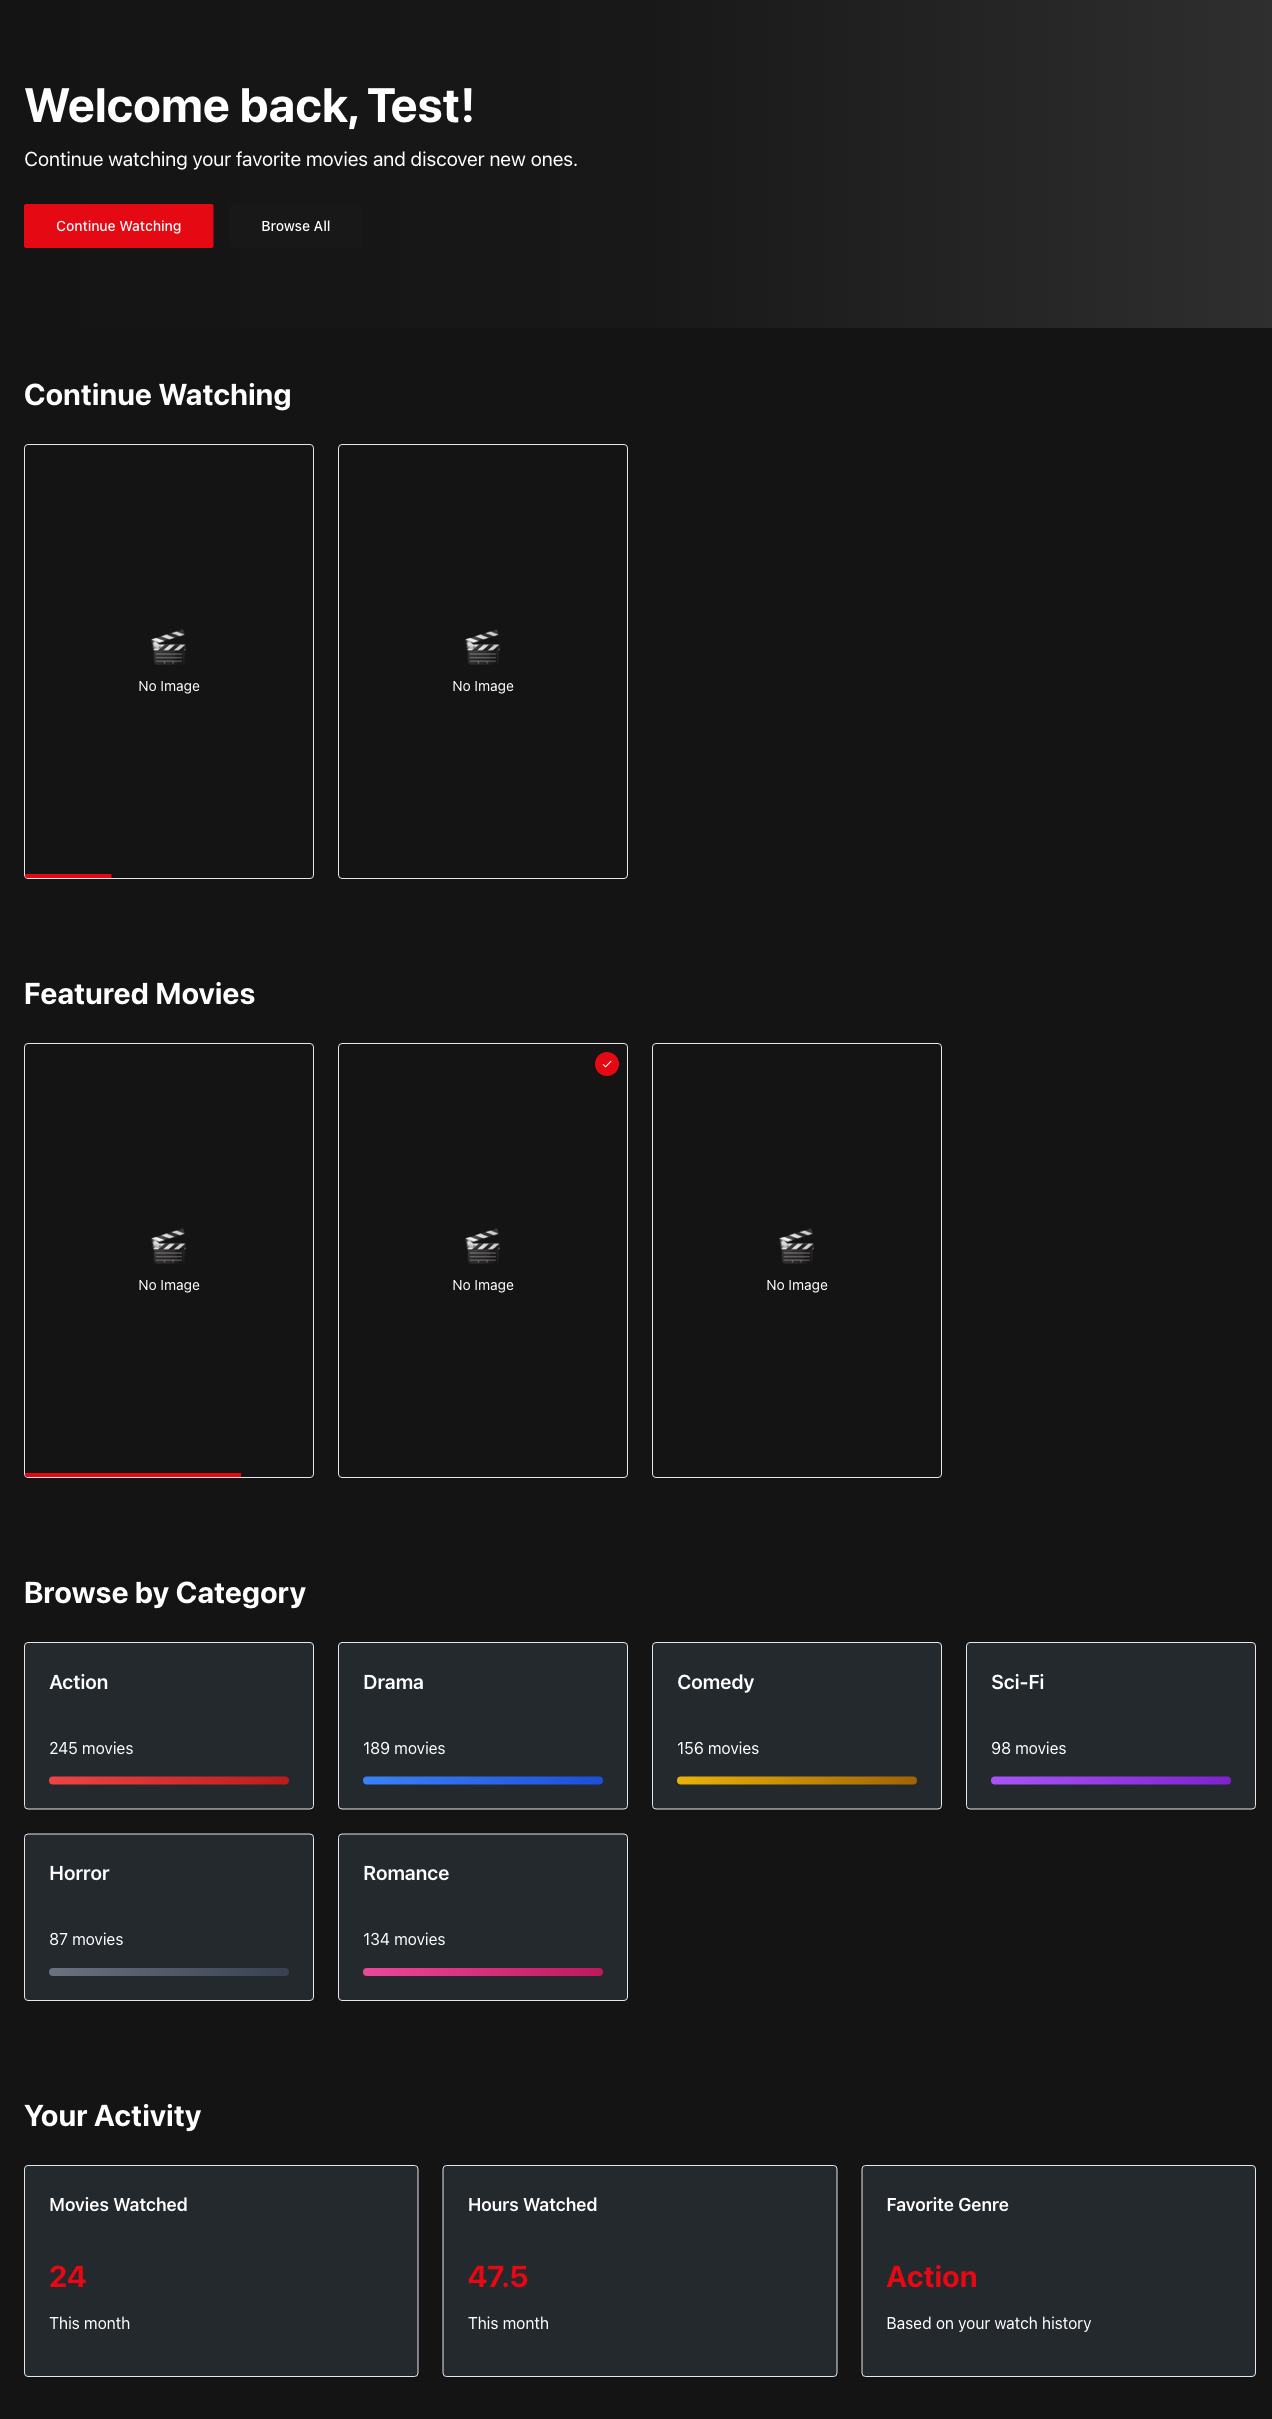 Welcome back, Test!
Continue watching your favorite movies and discover new ones.
Continue Watching
Browse All
Continue Watching
No Image
No Image
Featured Movies
No Image
No Image
No Image
Browse by Category
Action
245 movies
Drama
189 movies
Comedy
156 movies
Sci-Fi
98 movies
Horror
87 movies
Romance
134 movies
Your Activity
Movies Watched
24
This month
Hours Watched
47.5
This month
Favorite Genre
Action
Based on your watch history